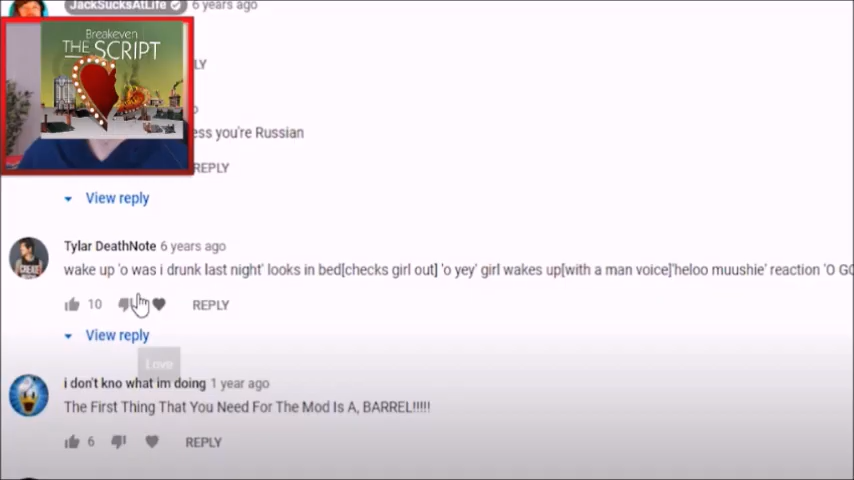 JackSucksAtLife 6 years ago
Breakeven
THE SCRIPT
LY
ess you're Russian
REPLY
View reply
Tylar DeathNote 6 years ago
wake up 'o was i drunk last night' looks in bed[checks girl out] 'o yey' girl wakes up[with a man voice]'heloo muushie' reaction 'O GO
10 REPLY
View reply
Love
i don't kno what im doing 1 year ago
The First Thing That You Need For The Mod Is A, BARREL!!!!!
6 REPLY